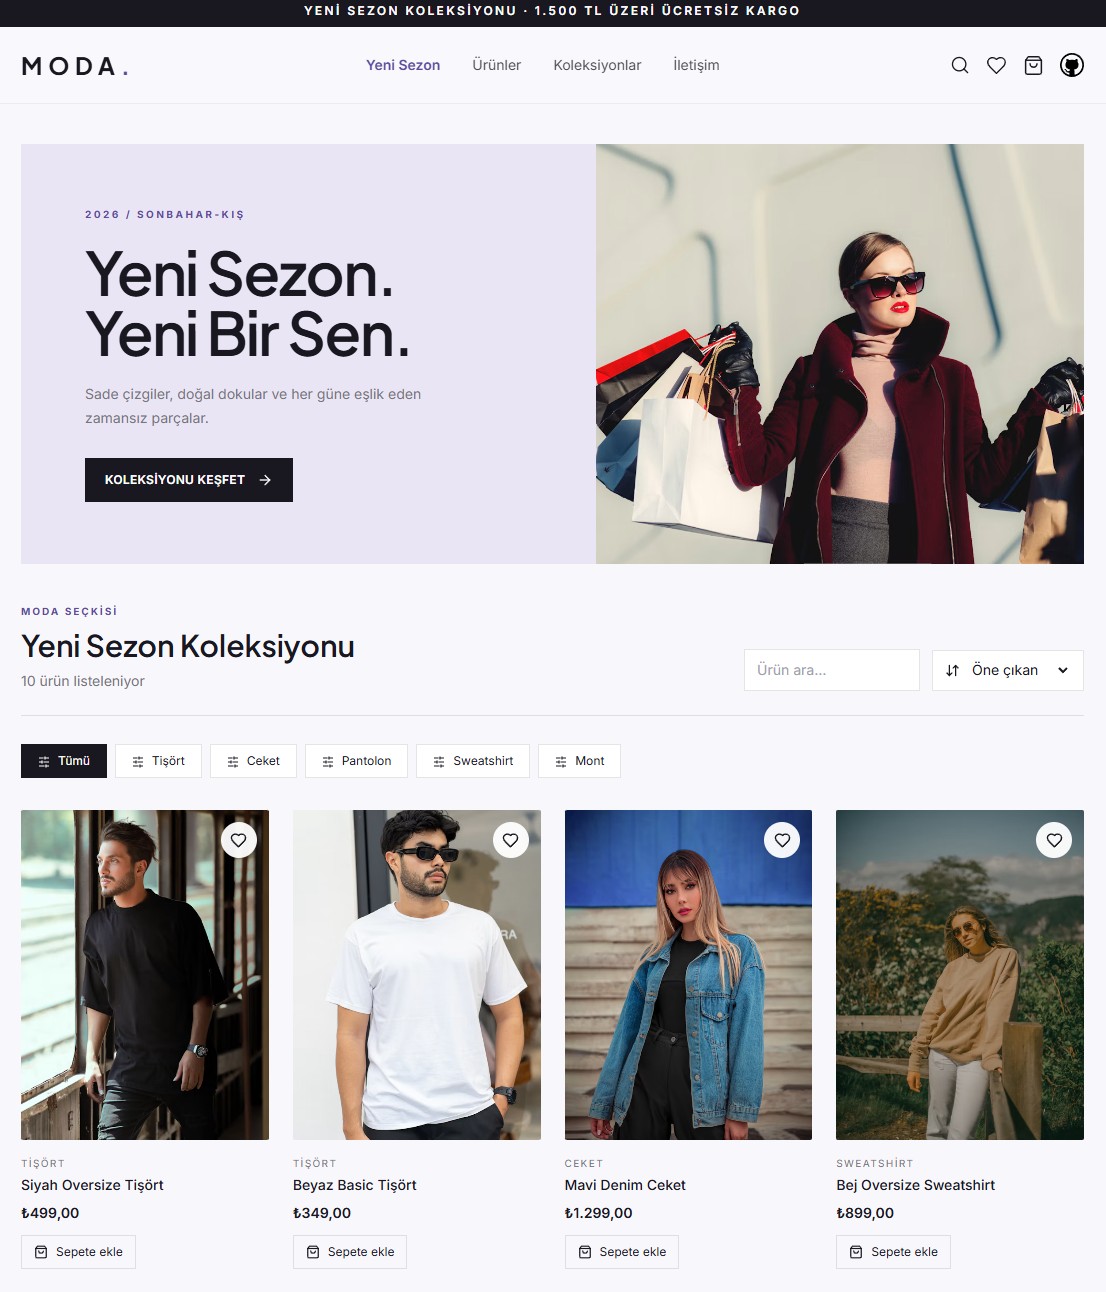 YENİ SEZON KOLEKSİYONU · 1.500 TL ÜZERİ ÜCRETSİZ KARGO
MODA.
Yeni Sezon
Ürünler
Koleksiyonlar
İletişim
2026 / SONBAHAR-KIŞ
Yeni Sezon.
Yeni Bir Sen.
Sade çizgiler, doğal dokular ve her güne eşlik eden
zamansız parçalar.
KOLEKSİYONU KEŞFET
MODA SEÇKİSİ
Yeni Sezon Koleksiyonu
10 ürün listeleniyor
Ürün ara...
Öne çıkan
Tümü
Tişört
Ceket
Pantolon
Sweatshirt
Mont
RA
TİŞÖRT
Siyah Oversize Tişört
₺499,00
Sepete ekle
TİŞÖRT
Beyaz Basic Tişört
₺349,00
Sepete ekle
CEKET
Mavi Denim Ceket
₺1.299,00
Sepete ekle
SWEATSHİRT
Bej Oversize Sweatshirt
₺899,00
Sepete ekle